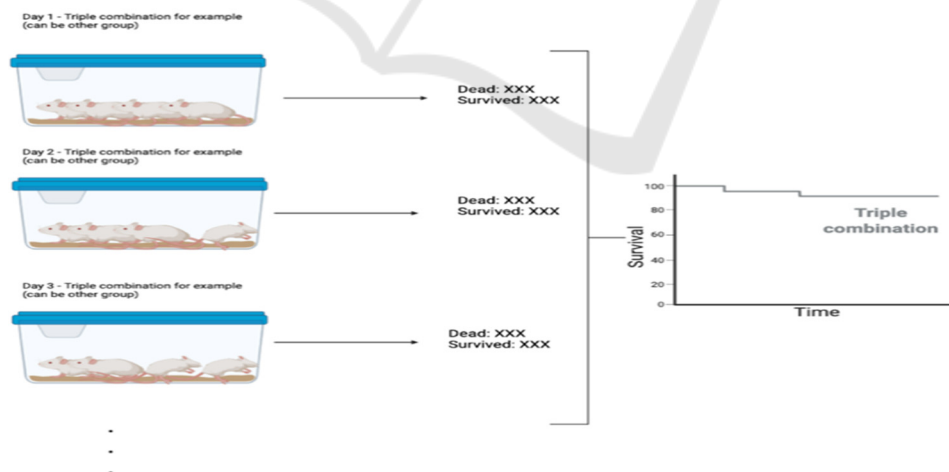 Day 1 - Triple combination for example
(can be other group)
Dead: XXX
Survived: XXX
Day 2 - Triple combination for example
(can be other group)
Dead: XXX
Survived: XXX
Day 3 - Triple combination for example
(can be other group)
Dead: XXX
Survived: XXX
Survival
100
80
60
40
20
0
Triple
combination
Time